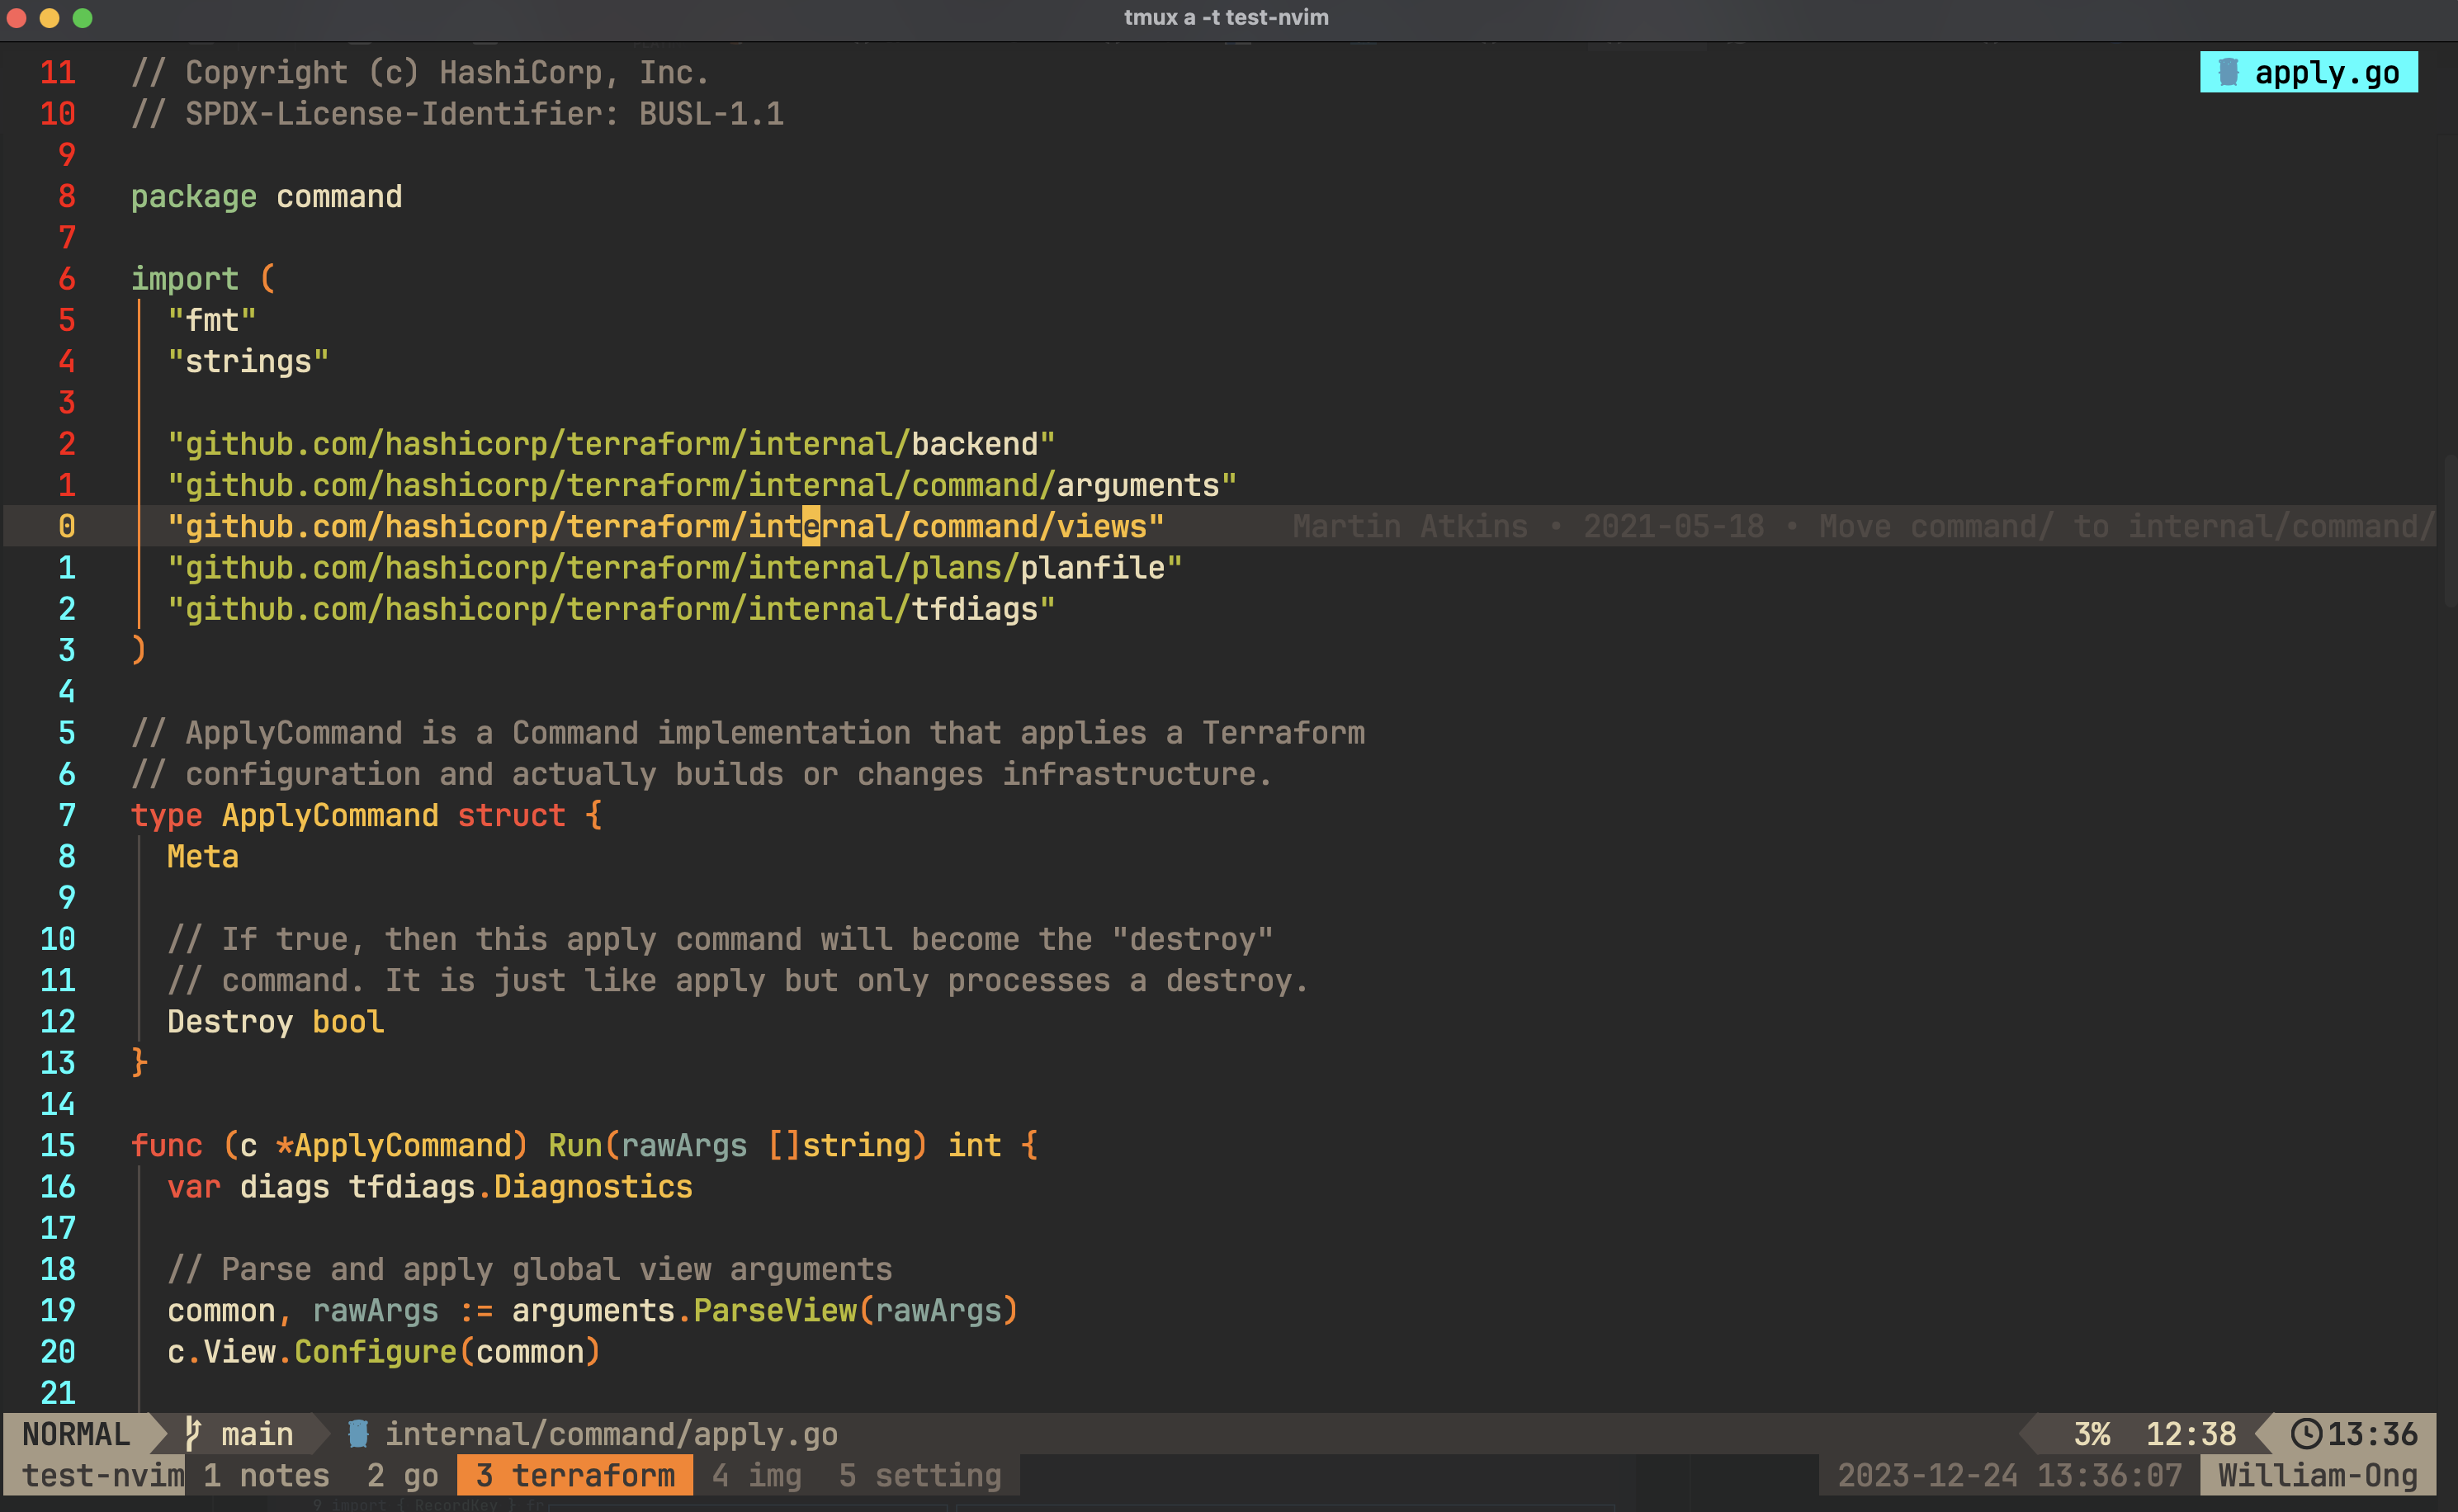 tmux a -t test-nvim
11 // Copyright (c) HashiCorp, Inc.
apply.go
10 // SPDX-License-Identifier: BUSL-1.1
9
8 package command
7
6 import (
5 "fmt"
4 "strings"
3
2 "github.com/hashicorp/terraform/internal/backend"
1 "github.com/hashicorp/terraform/internal/command/arguments"
0 "github.com/hashicorp/terraform/internal/command/views" Martin Atkins • 2021-05-18 • Move command/ to internal/command/
1 "github.com/hashicorp/terraform/internal/plans/planfile"
2 "github.com/hashicorp/terraform/internal/tfdiags"
3 )
4
5 // ApplyCommand is a Command implementation that applies a Terraform
6 // configuration and actually builds or changes infrastructure.
7 type ApplyCommand struct {
8 Meta
9
10 // If true, then this apply command will become the "destroy"
11 // command. It is just like apply but only processes a destroy.
12 Destroy bool
13 }
14
15 func (c *ApplyCommand) Run(rawArgs []string) int {
16 var diags tfdiags.Diagnostics
17
18 // Parse and apply global view arguments
19 common, rawArgs := arguments.ParseView(rawArgs)
20 c.View.Configure(common)
21
NORMAL main internal/command/apply.go 3% 12:38 13:36
test-nvim 1 notes 2 go 3 terraform 4 img 5 setting 2023-12-24 13:36:07 William-Ong
9 import { RecordKey } fr